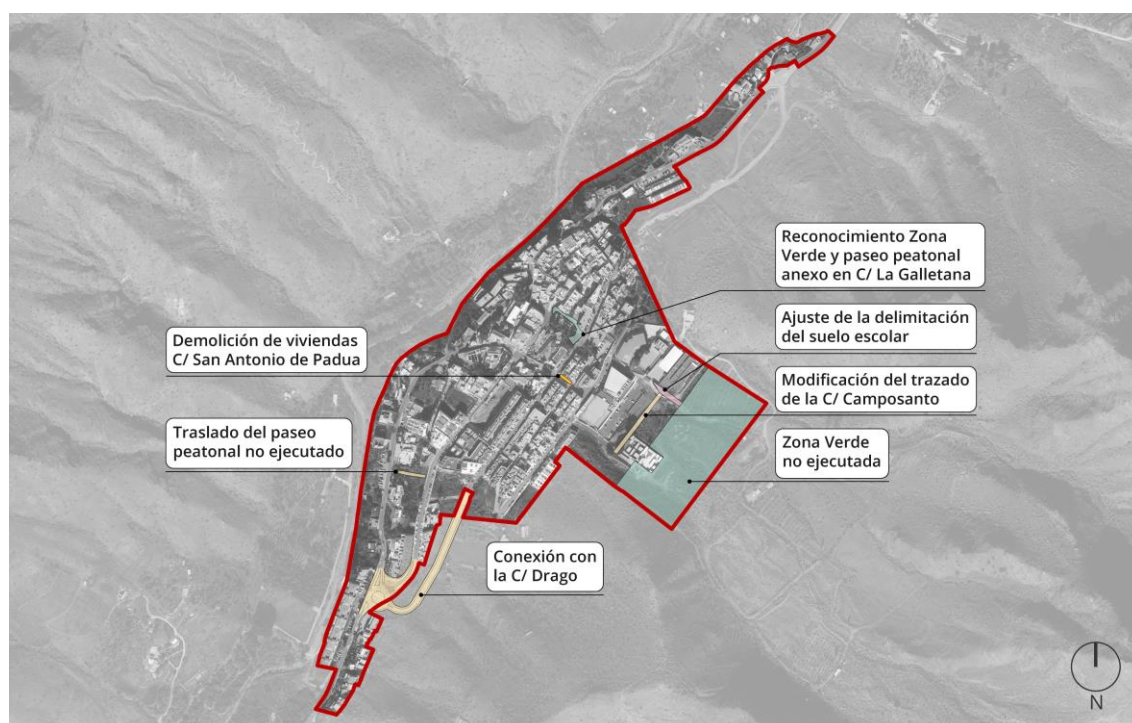 Reconocimiento Zona
Verde y paseo peatonal
anexo en C/ La Galletana
Ajuste de la delimitación
del suelo escolar
Demolición de viviendas
C/ San Antonio de Padua
Modificación del trazado
de la C/ Camposanto
Traslado del paseo
peatonal no ejecutado
Zona Verde
no ejecutada
Conexión con
la C/ Drago
N